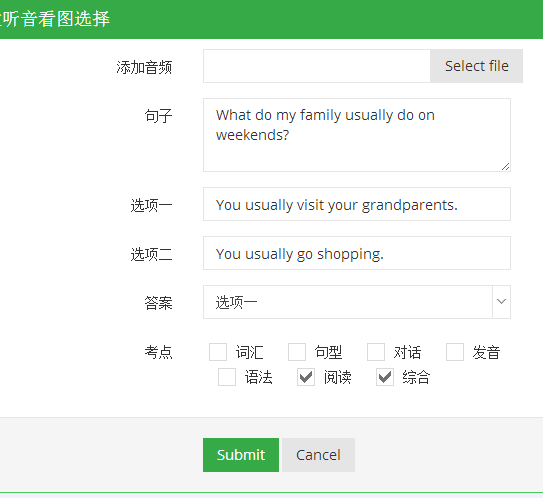 听音看图选择
添加音频 Select file
句子 What do my family usually do on
weekends?
选项一 You usually visit your grandparents.
选项二 You usually go shopping.
答案 选项一
考点 词汇 句型 对话 发音
语法 阅读 综合
Submit Cancel